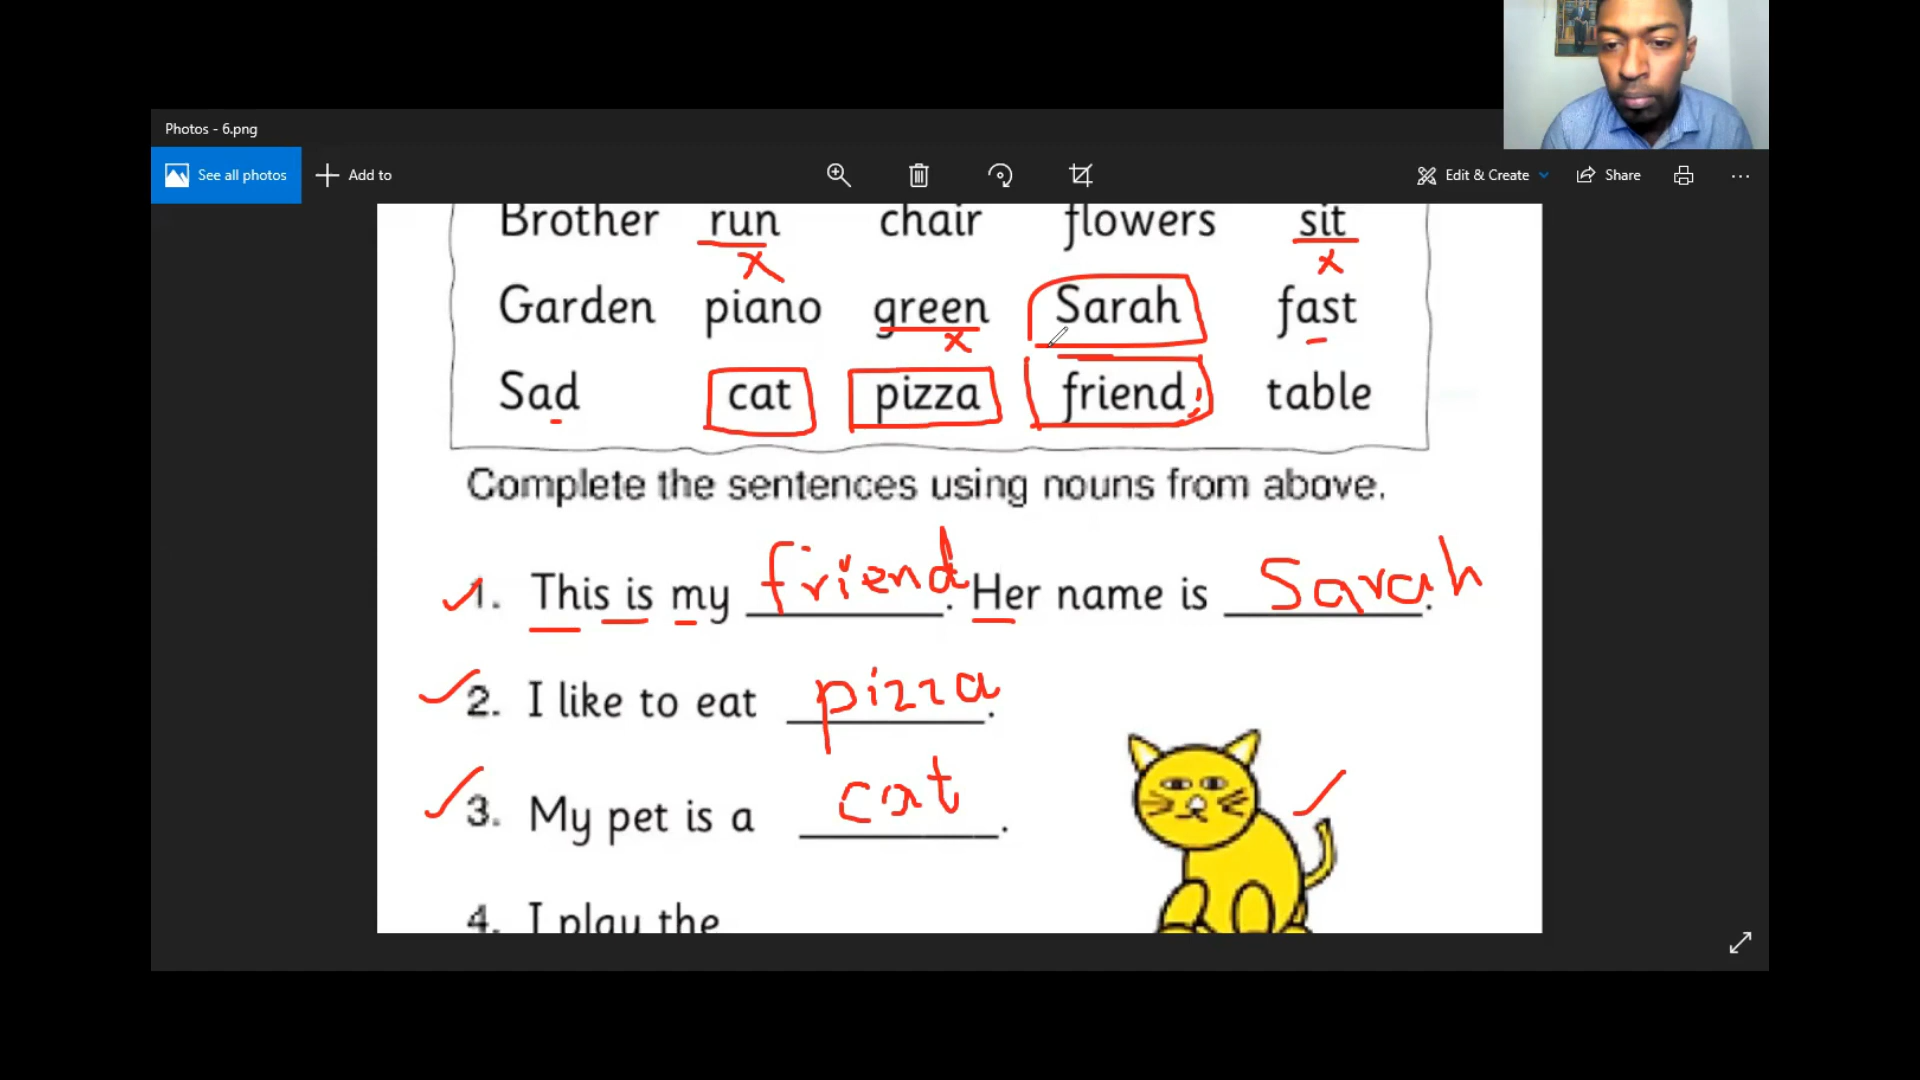 Photos - 6.png
See all photos Add to Edit & Create Share
Brother run chair flowers sit
x x
Garden piano green Sarah fast
x
Sad cat pizza friend table
Complete the sentences using nouns from above.
1. This is my friend. Her name is Sarah.
2. I like to eat pizza.
3. My pet is a cat.
4. I play the